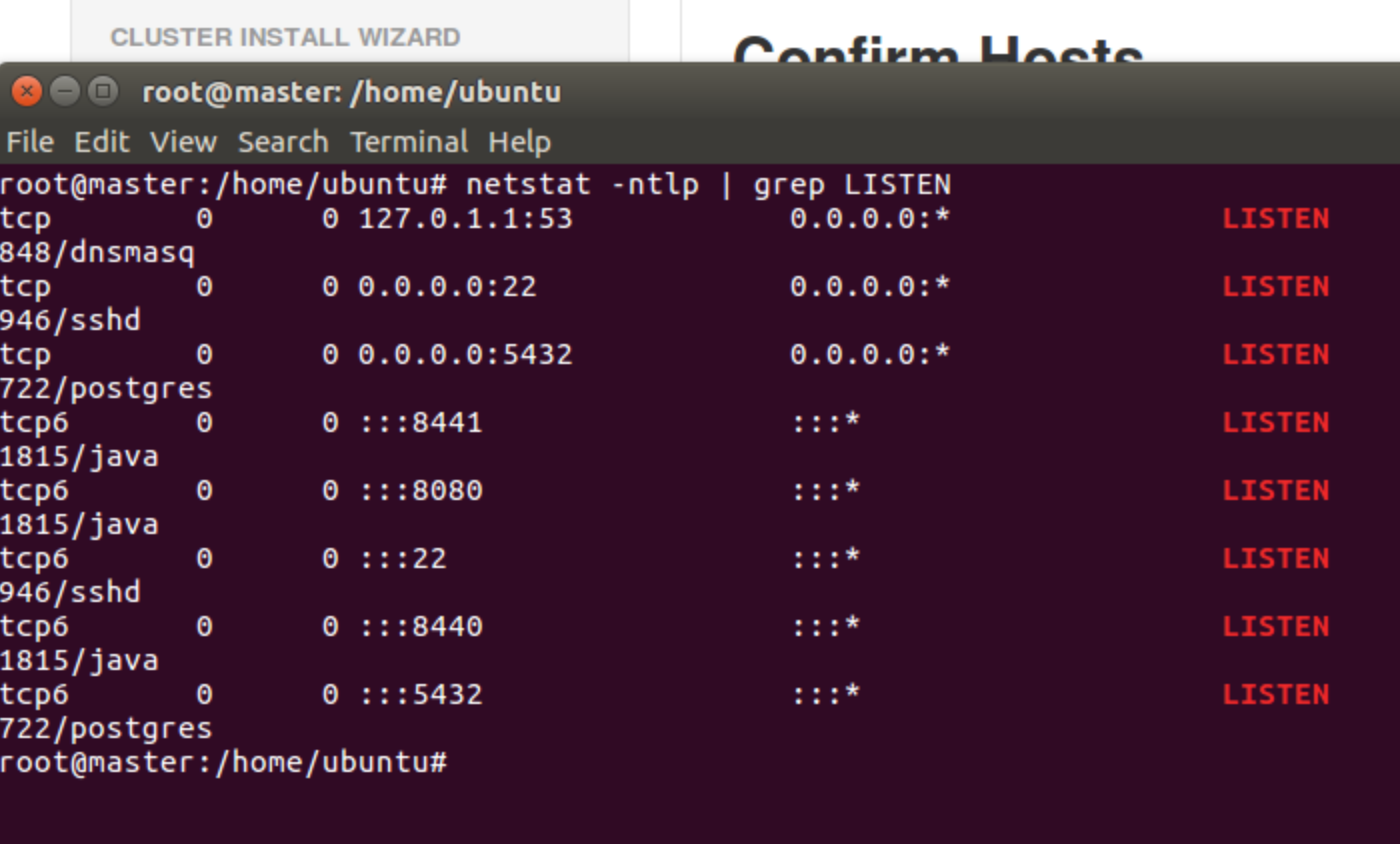 CLUSTER INSTALL WIZARD
Confirm Hosts
root@master: /home/ubuntu
File Edit View Search Terminal Help
root@master:/home/ubuntu# netstat -ntlp | grep LISTEN
tcp 0 0 127.0.1.1:53 0.0.0.0:* LISTEN
848/dnsmasq
tcp 0 0 0.0.0.0:22 0.0.0.0:* LISTEN
946/sshd
tcp 0 0 0.0.0.0:5432 0.0.0.0:* LISTEN
722/postgres
tcp6 0 0 :::8441 :::* LISTEN
1815/java
tcp6 0 0 :::8080 :::* LISTEN
1815/java
tcp6 0 0 :::22 :::* LISTEN
946/sshd
tcp6 0 0 :::8440 :::* LISTEN
1815/java
tcp6 0 0 :::5432 :::* LISTEN
722/postgres
root@master:/home/ubuntu#